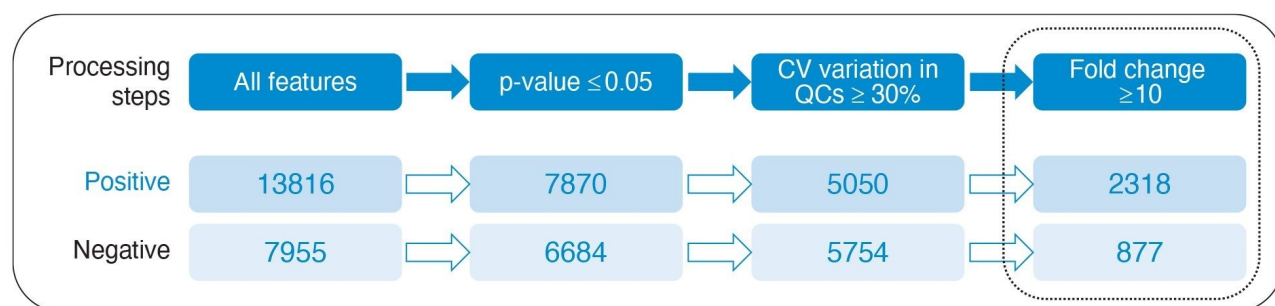 Processing steps
All features
p-value ≤0.05
CV variation in QCs ≥ 30%
Fold change ≥10
Positive
13816
7870
5050
2318
Negative
7955
6684
5754
877